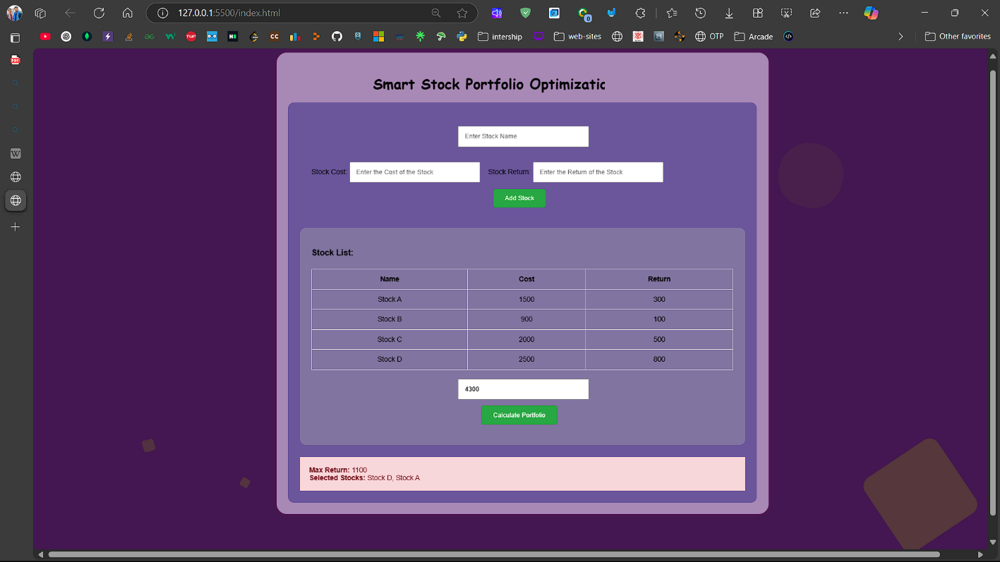 127.0.0.1:5500/index.html
0
intership
web-sites
OTP
Arcade
Other favorites
PDF
W
Smart Stock Portfolio Optimizatic
Enter Stock Name
Stock Cost: Enter the Cost of the Stock Stock Return: Enter the Return of the Stock
Add Stock
Stock List:
Name Cost Return
Stock A 1500 300
Stock B 900 100
Stock C 2000 500
Stock D 2500 800
4300
Calculate Portfolio
Max Return: 1100
Selected Stocks: Stock D, Stock A